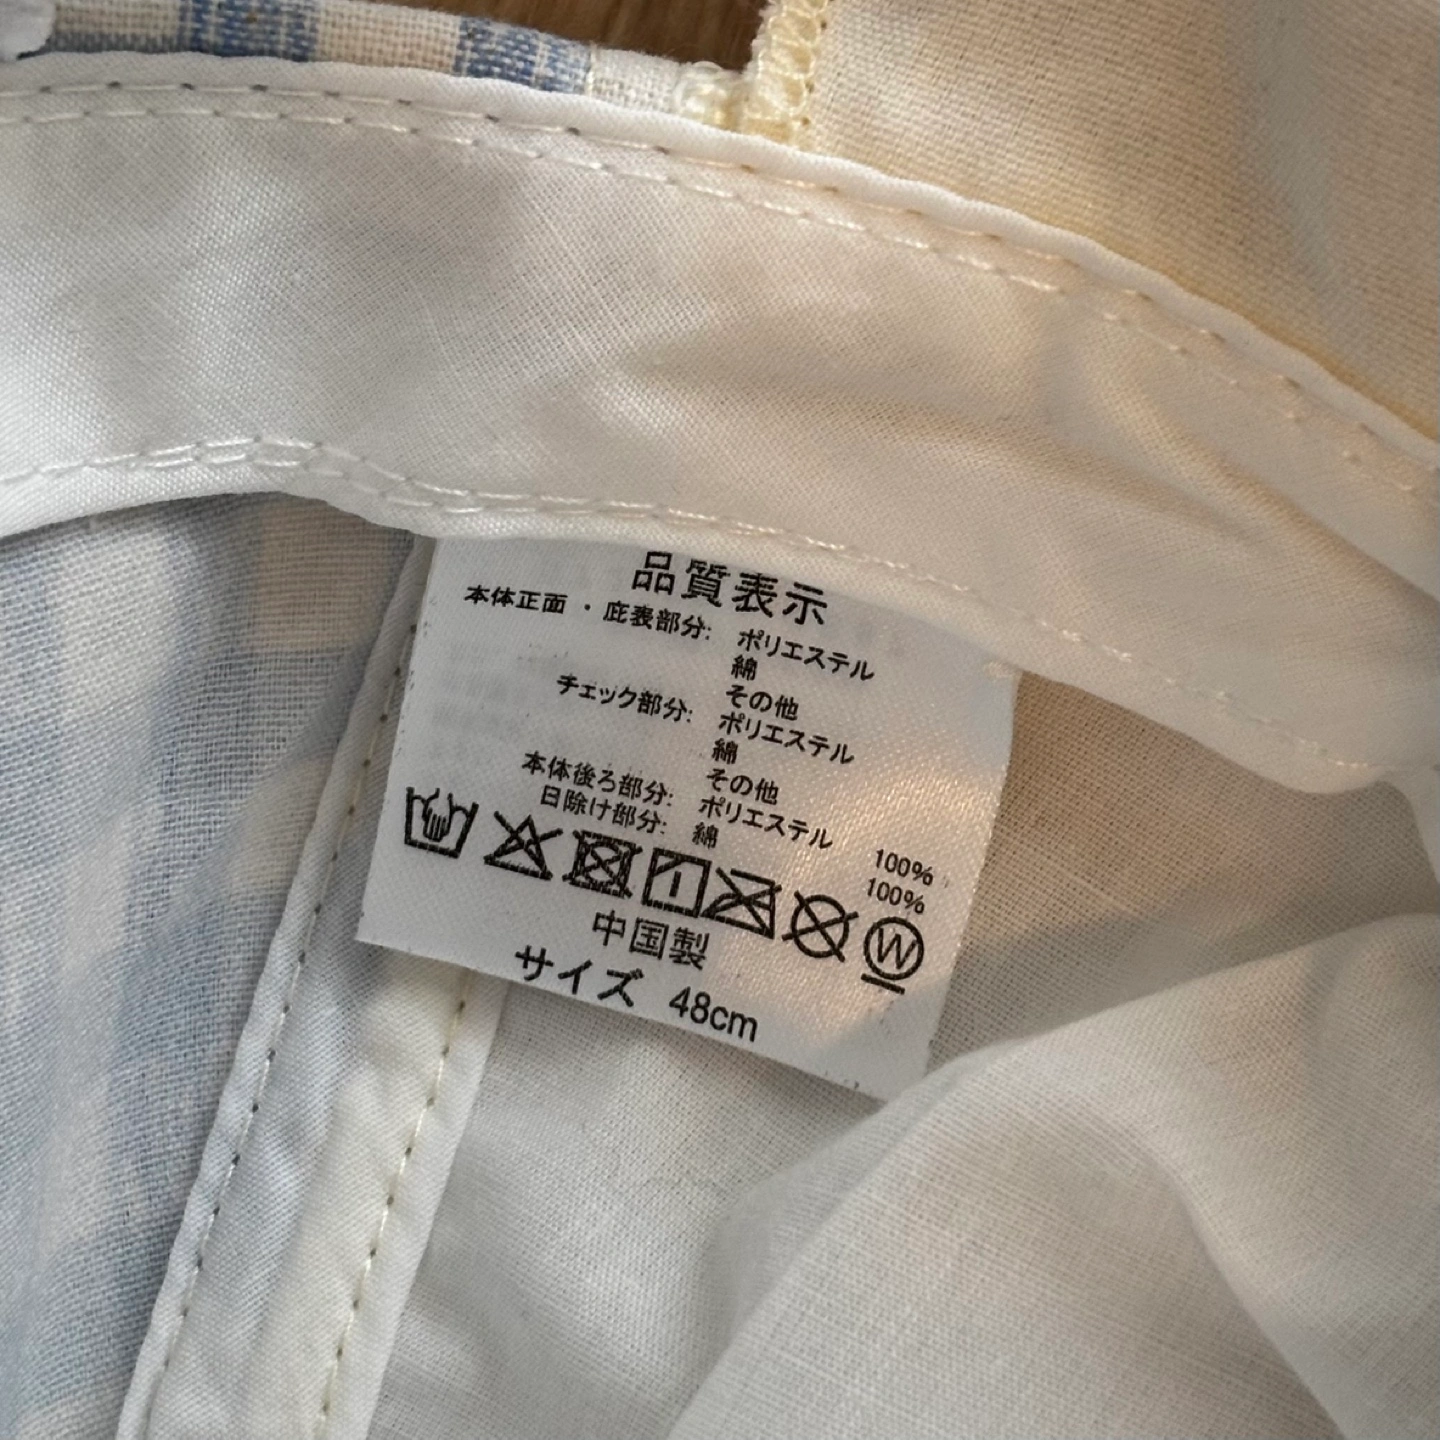 品質表示
本体正面・庇表部分: ポリエステル
綿
その他
チェック部分: ポリエステル
綿
その他
本体後ろ部分: ポリエステル 100%
日除け部分: 綿 100%
W
中国製
サイズ 48cm